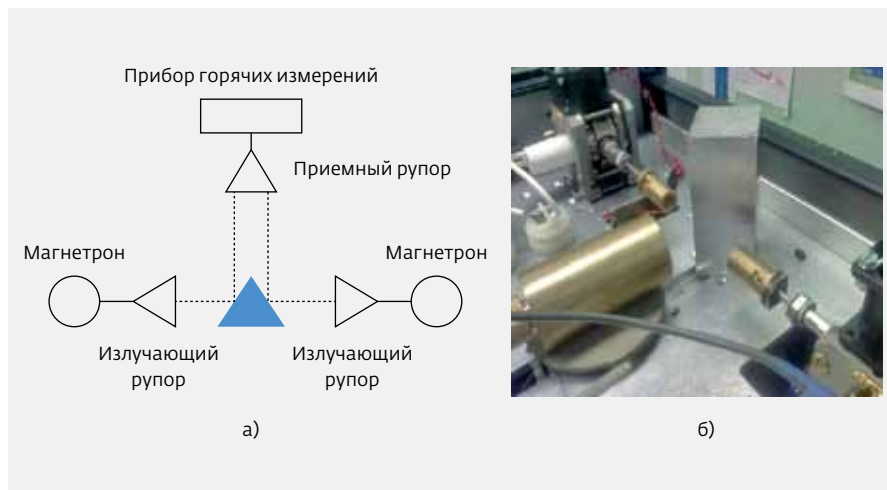 Прибор горячих измерений
Приемный рупор
Магнетрон
Магнетрон
Излучающий
рупор
Излучающий
рупор
а)
б)